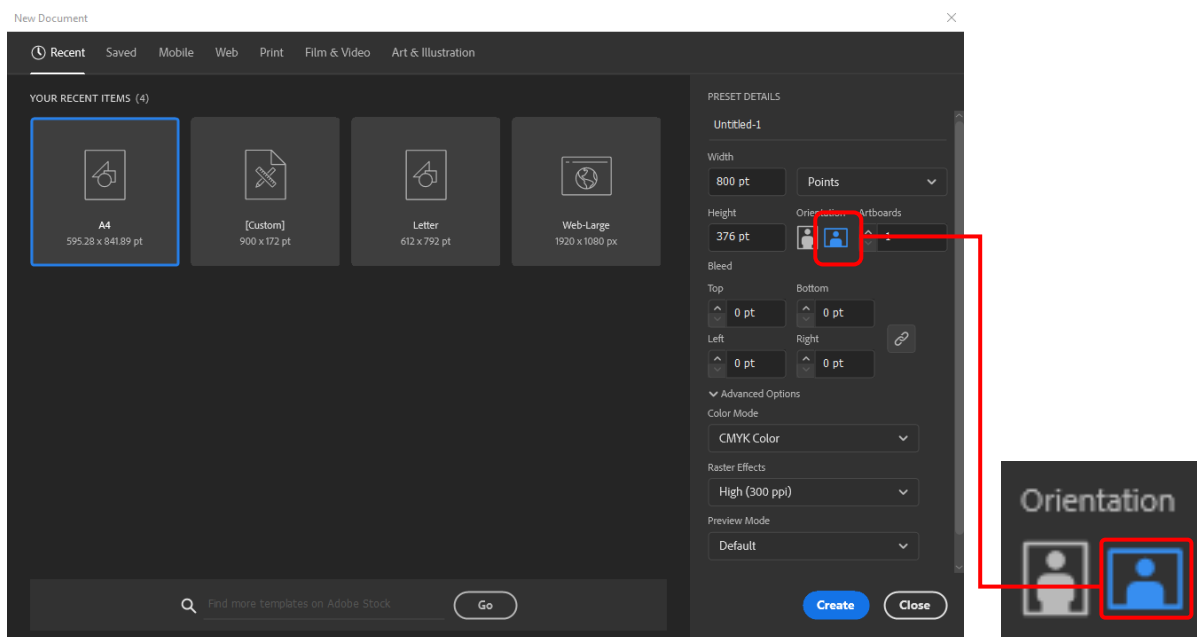 New Document
Recent Saved Mobile Web Print Film & Video Art & Illustration
YOUR RECENT ITEMS (4)
A4
595.28 x 841.89 pt
[Custom]
900 x 172 pt
Letter
612 x 792 pt
Web-Large
1920 x 1080 px
Find more templates on Adobe Stock
Go
PRESET DETAILS
Untitled-1
Width
800 pt Points
Height Orientation Artboards
376 pt 1
Bleed
Top Bottom
0 pt 0 pt
Left Right
0 pt 0 pt
Advanced Options
Color Mode
CMYK Color
Raster Effects
High (300 ppi)
Preview Mode
Default
Create Close
Orientation